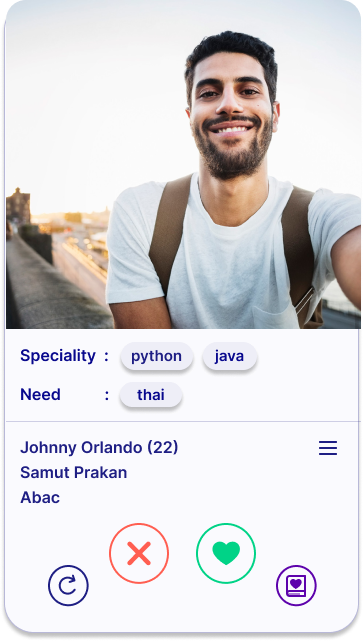 Speciality : python java
Need : thai
Johnny Orlando (22)
Samut Prakan
Abac